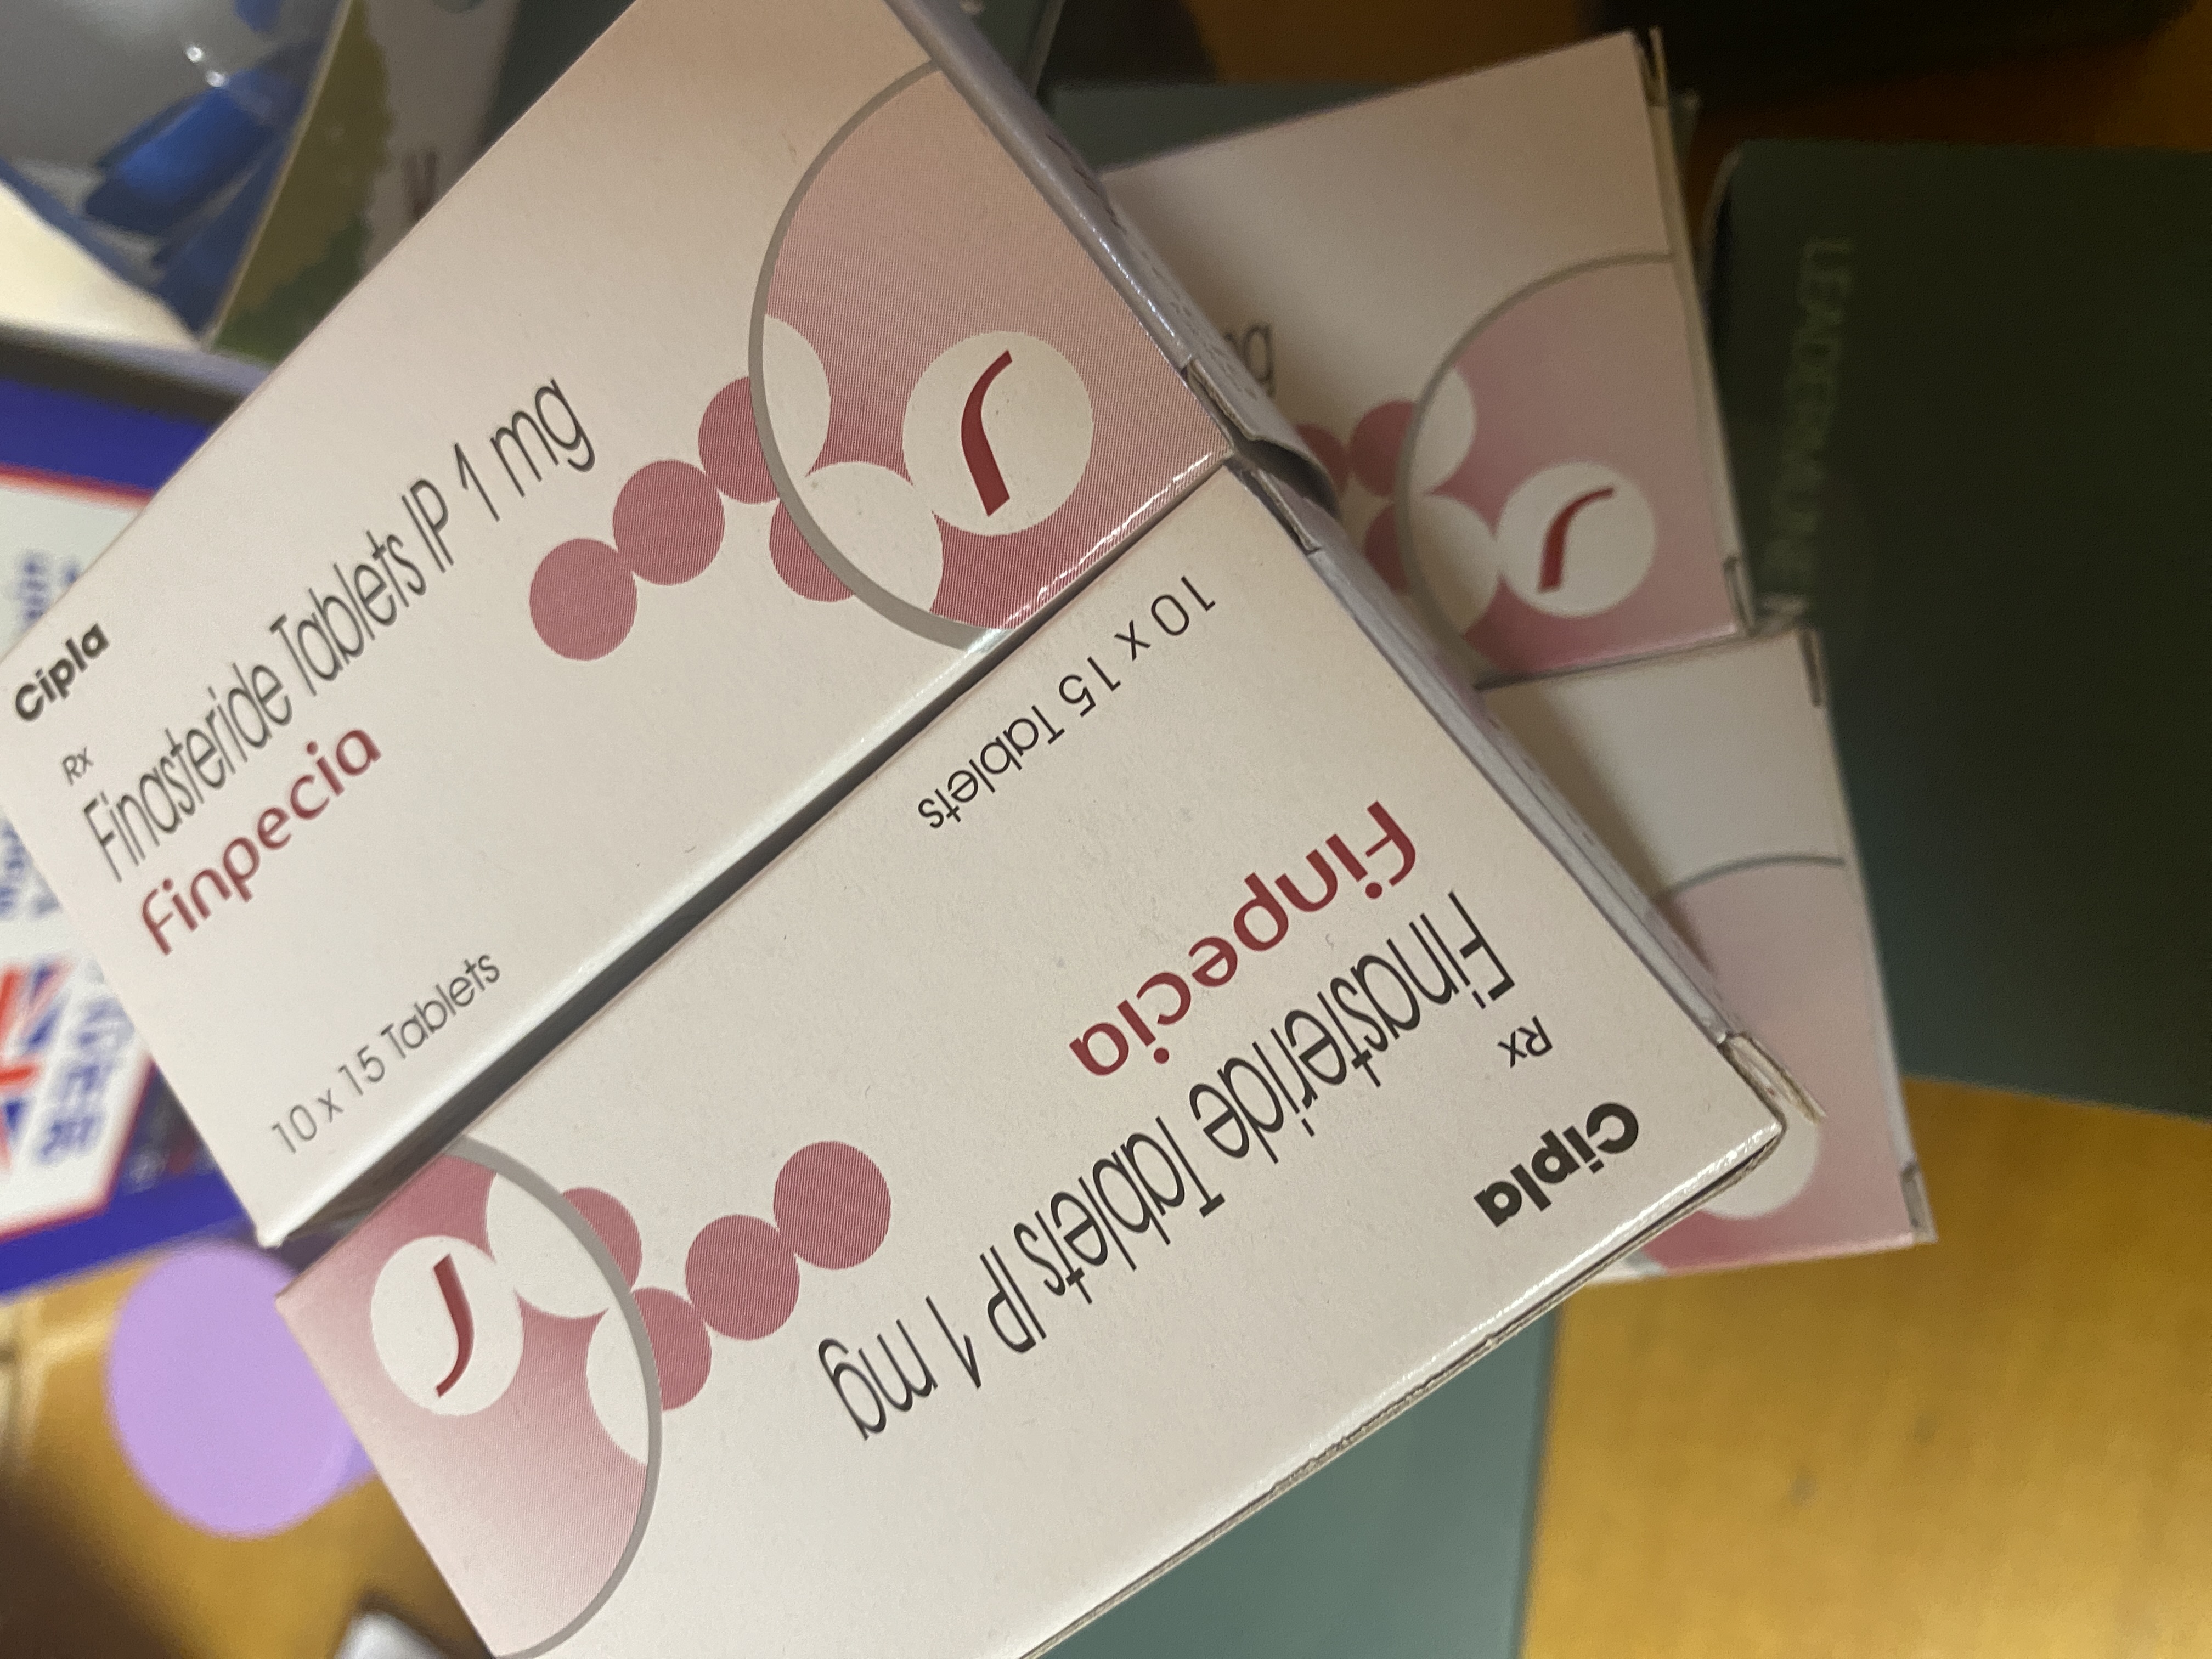 Cipla
Rx
Finasteride Tablets IP 1 mg
Finpecia
10 x 15 Tablets
Cipla
Rx
Finasteride Tablets IP 1 mg
Finpecia
10 x 15 Tablets